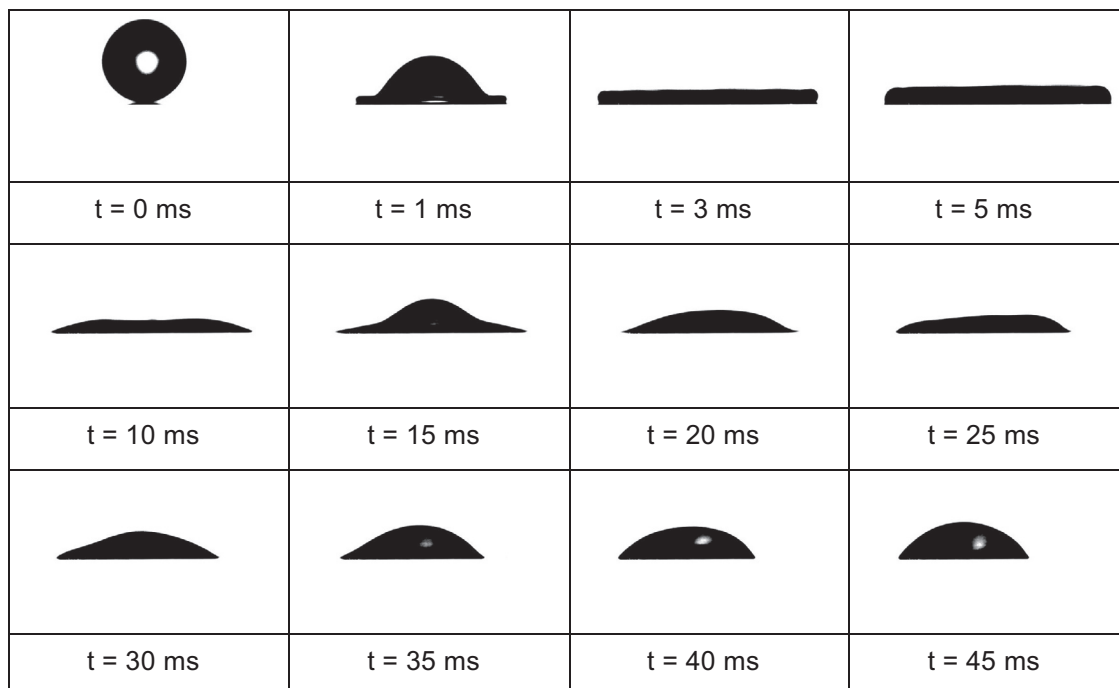 t = 0 ms
t = 1 ms
t = 3 ms
t = 5 ms
t = 10 ms
t = 15 ms
t = 20 ms
t = 25 ms
t = 30 ms
t = 35 ms
t = 40 ms
t = 45 ms